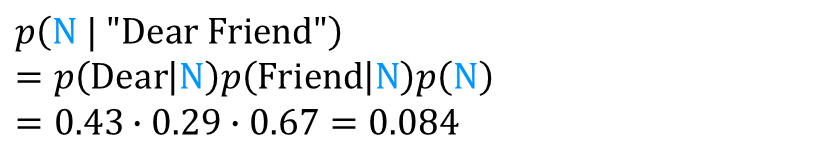 p(N | "Dear Friend")
= p(Dear|N)p(Friend|N)p(N)
= 0.43 · 0.29 · 0.67 = 0.084